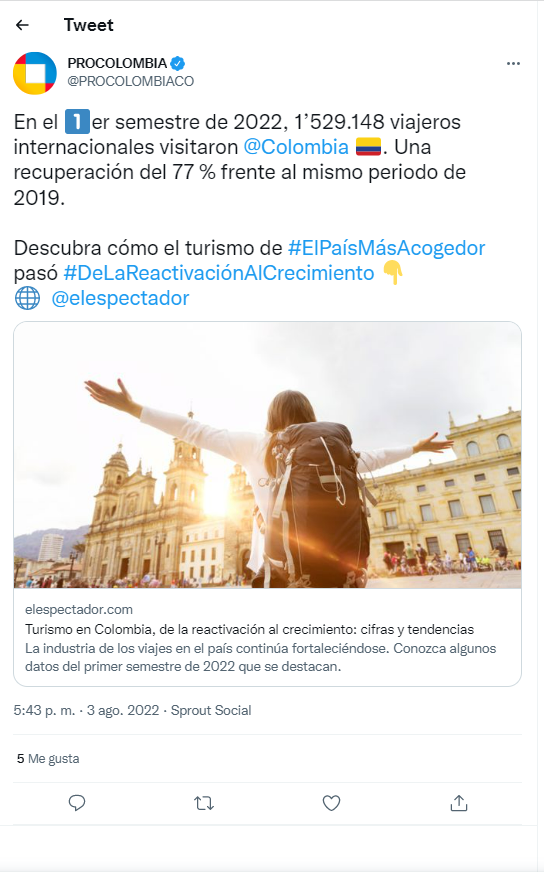 Tweet
PROCOLOMBIA
@PROCOLOMBIACO
En el 1️⃣er semestre de 2022, 1’529.148 viajeros
internacionales visitaron @Colombia 🇨🇴. Una
recuperación del 77 % frente al mismo periodo de
2019.
Descubra cómo el turismo de #ElPaísMásAcogedor
pasó #DeLaReactivaciónAlCrecimiento 👇
🌐 @elespectador
elespectador.com
Turismo en Colombia, de la reactivación al crecimiento: cifras y tendencias
La industria de los viajes en el país continúa fortaleciéndose. Conozca algunos
datos del primer semestre de 2022 que se destacan.
5:43 p. m. · 3 ago. 2022 · Sprout Social
5 Me gusta